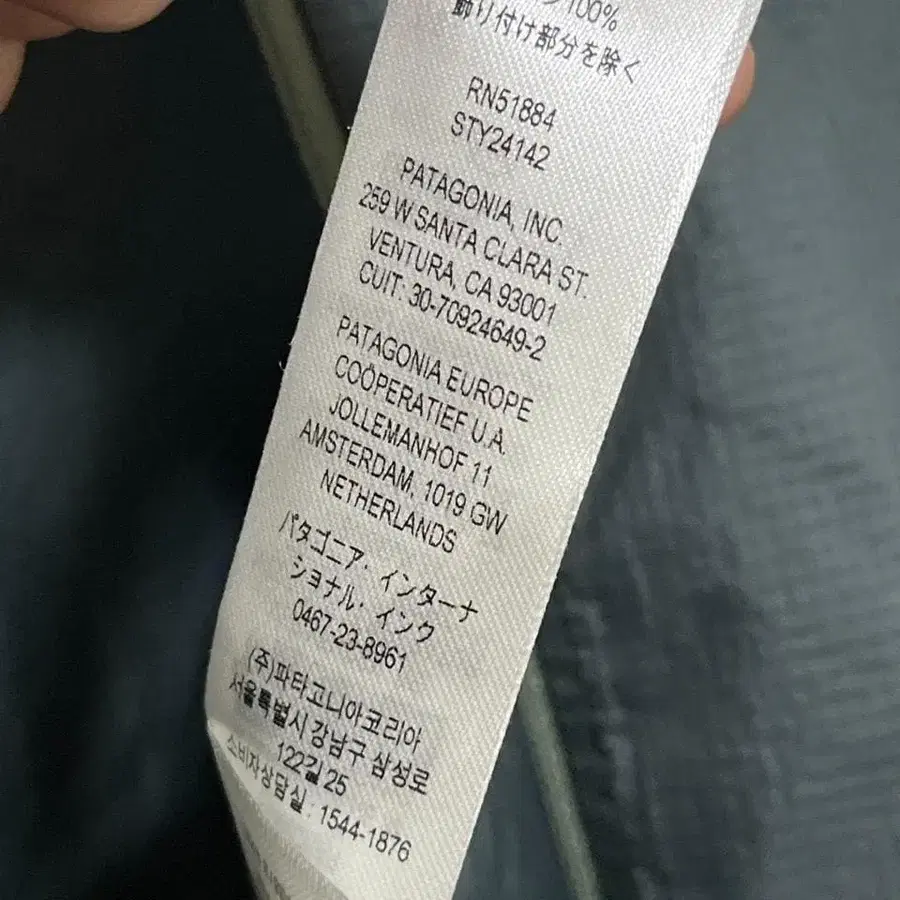 100%
飾り付け部分を除く
RN51884
STY24142
PATAGONIA, INC.
259 W SANTA CLARA ST.
VENTURA, CA 93001
CUIT: 30-70924649-2
PATAGONIA EUROPE
COÖPERATIEF U.A.
JOLLEMANHOF 11
AMSTERDAM, 1019 GW
NETHERLANDS
パタゴニア・インターナ
ショナル・インク
0467-23-8961
(주)파타고니아코리아
서울특별시 강남구 삼성로
122길 25
소비자상담실 : 1544-1876